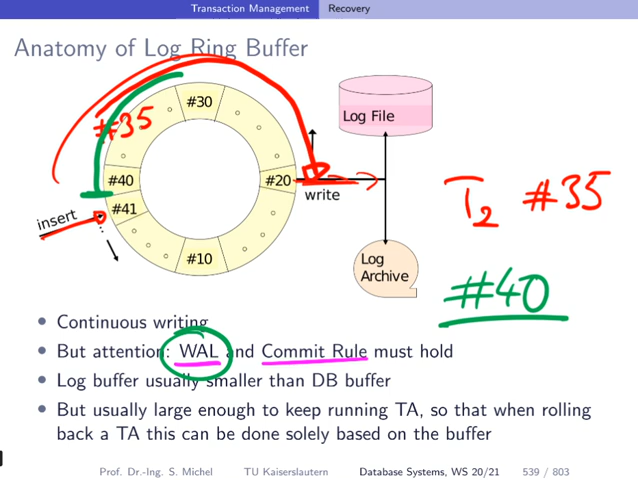 Transaction Management Recovery
Anatomy of Log Ring Buffer
#30
#35
Log File
#40
#20
write
insert
#41
T2 #35
#10
Log
Archive
#40
Continuous writing
But attention: WAL and Commit Rule must hold
Log buffer usually smaller than DB buffer
But usually large enough to keep running TA, so that when rolling
back a TA this can be done solely based on the buffer
Prof. Dr.-Ing. S. Michel TU Kaiserslautern Database Systems, WS 20/21 539 / 803